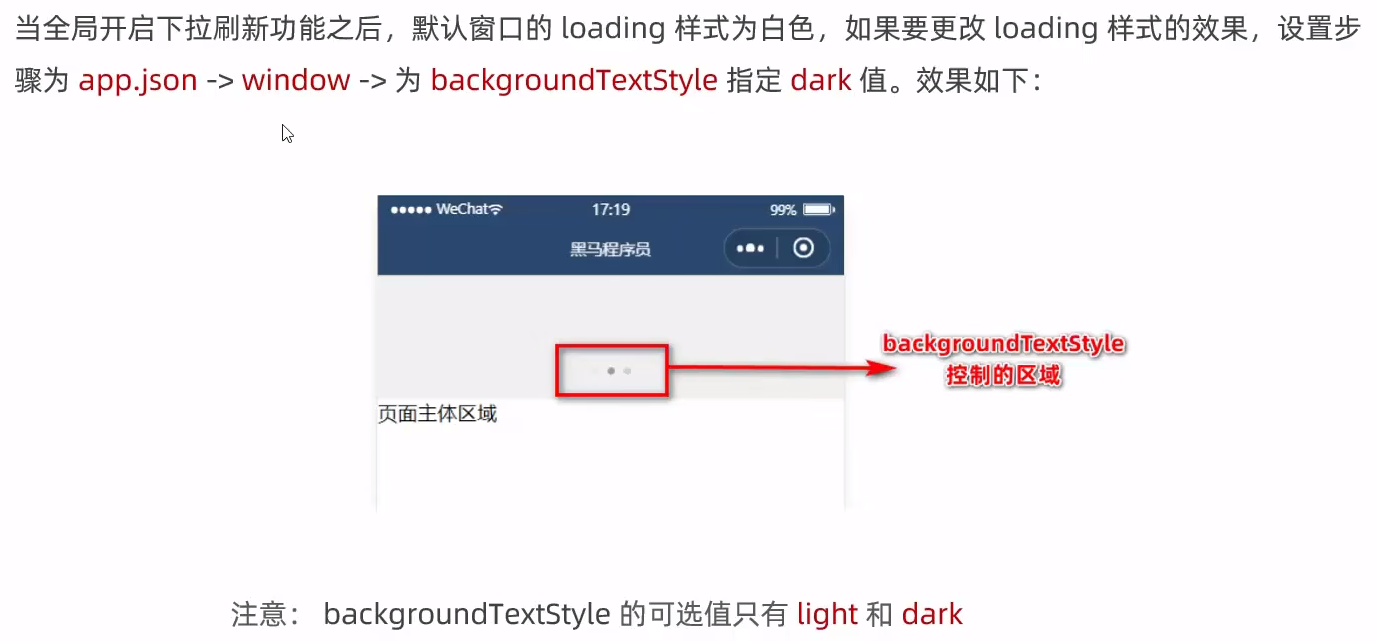 当全局开启下拉刷新功能之后，默认窗口的 loading 样式为白色，如果要更改 loading 样式的效果，设置步
骤为 app.json -> window -> 为 backgroundTextStyle 指定 dark 值。效果如下：
WeChat 17:19 99%
黑马程序员
backgroundTextStyle
控制的区域
页面主体区域
注意： backgroundTextStyle 的可选值只有 light 和 dark